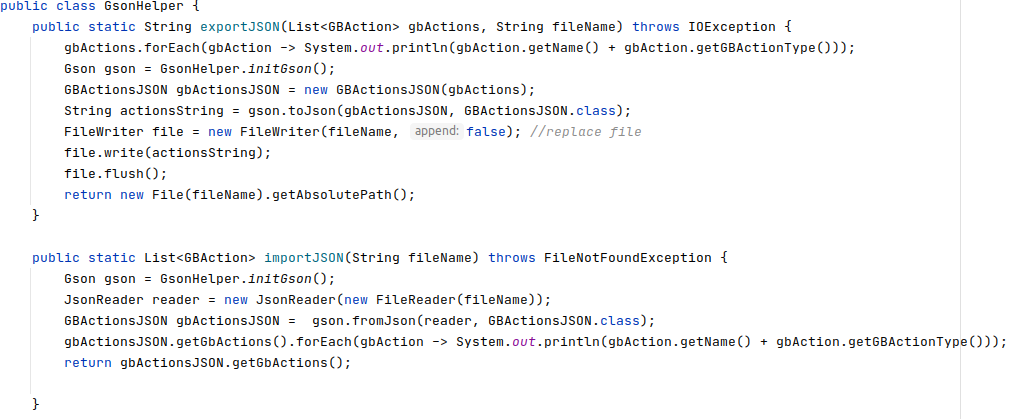 public class GsonHelper {
    public static String exportJSON(List<GBAction> gbActions, String fileName) throws IOException {
        gbActions.forEach(gbAction -> System.out.println(gbAction.getName() + gbAction.getGBActionType()));
        Gson gson = GsonHelper.initGson();
        GBActionsJSON gbActionsJSON = new GBActionsJSON(gbActions);
        String actionsString = gson.toJson(gbActionsJSON, GBActionsJSON.class);
        FileWriter file = new FileWriter(fileName, append: false); //replace file
        file.write(actionsString);
        file.flush();
        return new File(fileName).getAbsolutePath();
    }
    public static List<GBAction> importJSON(String fileName) throws FileNotFoundException {
        Gson gson = GsonHelper.initGson();
        JsonReader reader = new JsonReader(new FileReader(fileName));
        GBActionsJSON gbActionsJSON =  gson.fromJson(reader, GBActionsJSON.class);
        gbActionsJSON.getGbActions().forEach(gbAction -> System.out.println(gbAction.getName() + gbAction.getGBActionType()));
        return gbActionsJSON.getGbActions();
    }